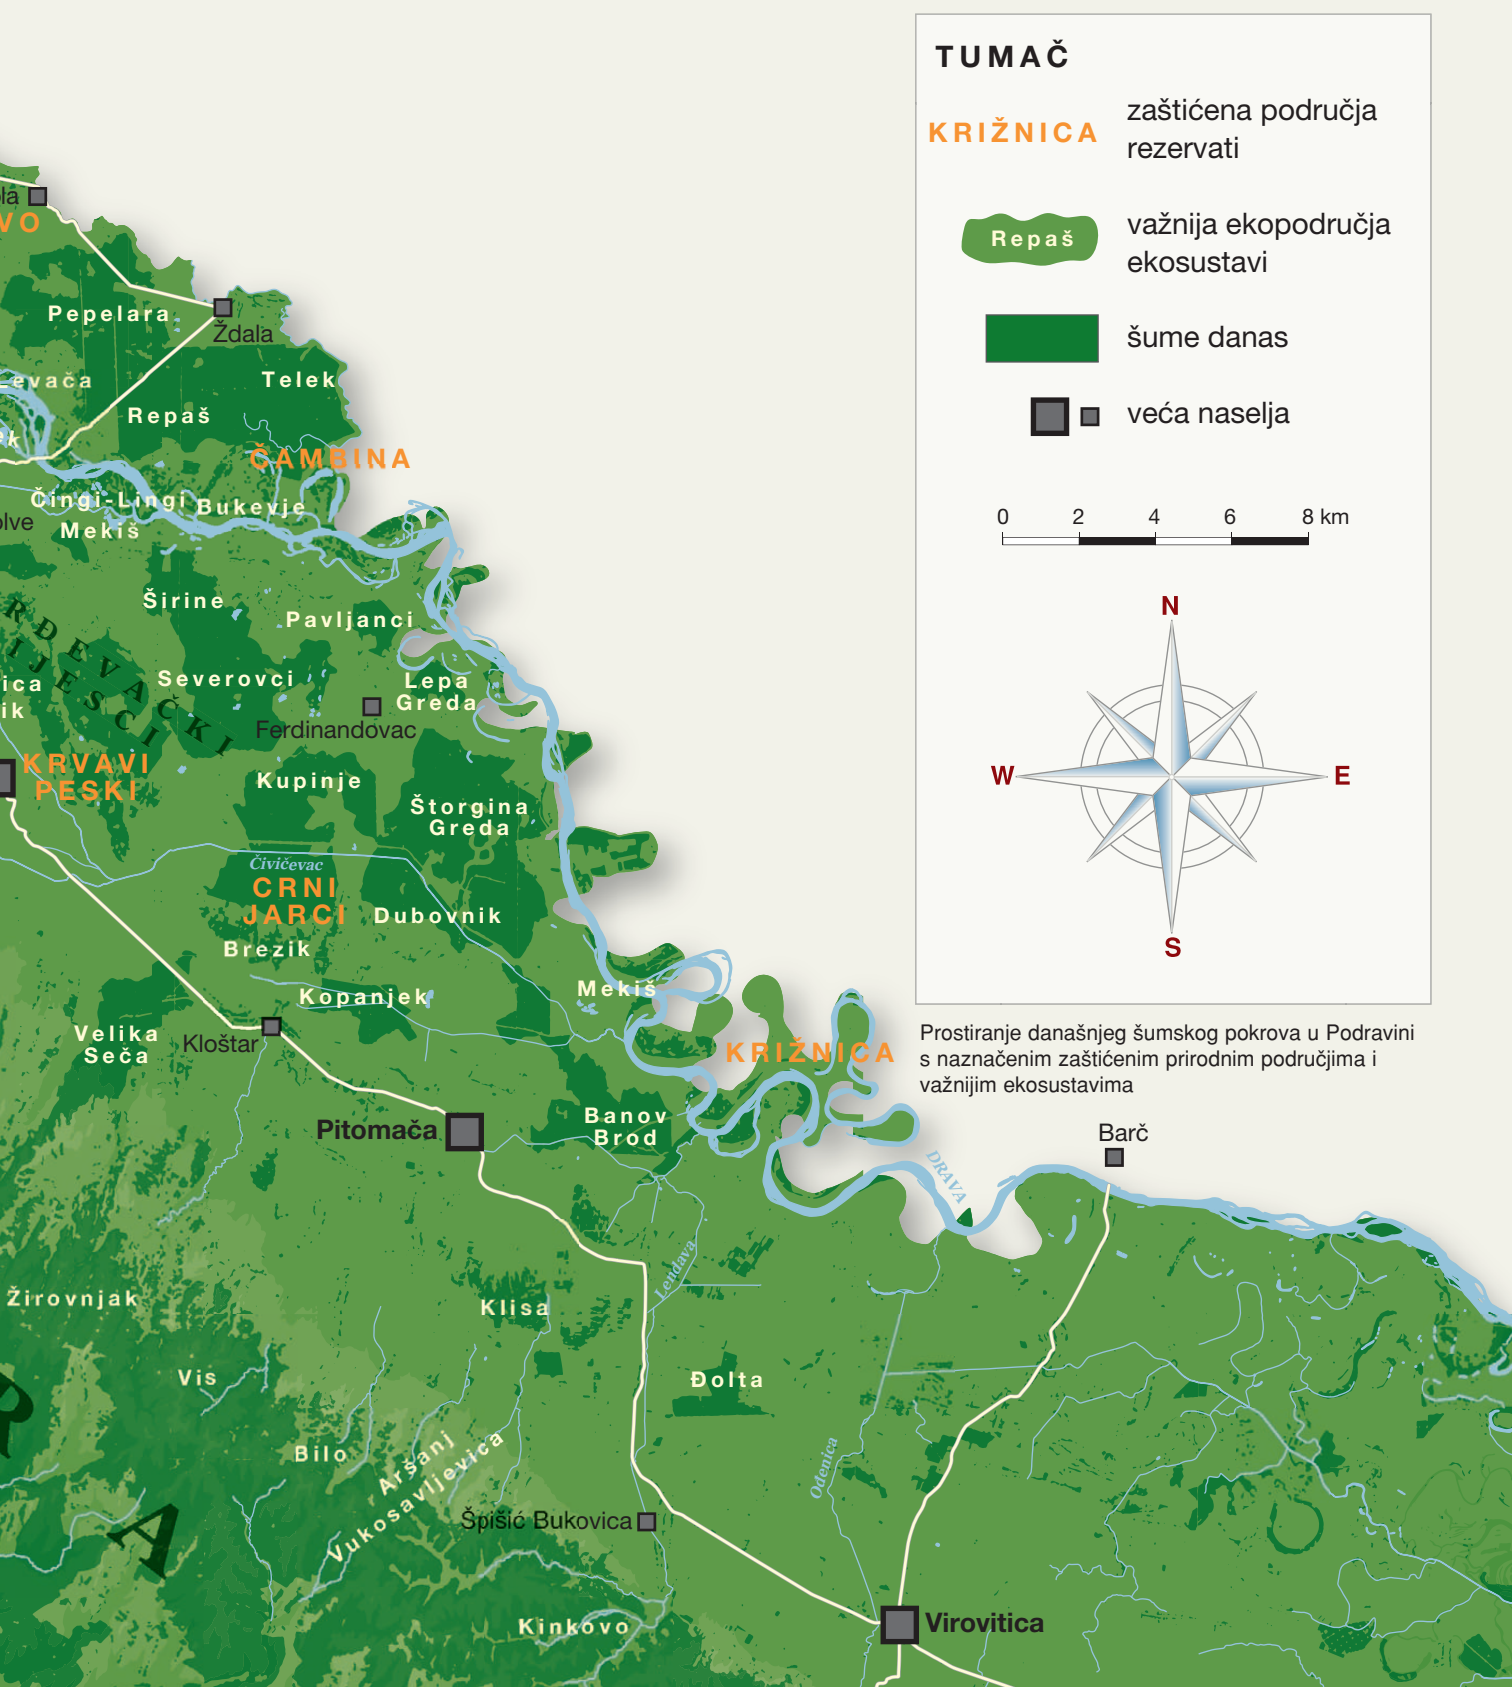 TUMAČ
KRIŽNICA
zaštićena područja
rezervati
Repaš
važnija ekopodručja
ekosustavi
šume danas
veća naselja
0 2 4 6 8 km
N
W E
S
Prostiranje današnjeg šumskog pokrova u Podravini
s naznačenim zaštićenim prirodnim područjima i
važnijim ekosustavima
Pepelara
Ždala
Levača
Telek
Repaš
ČAMBINA
Čingi-Lingi
Bukevje
Mekiš
Širine
Pavljanci
Severovci
Lepa
Greda
Ferdinandovac
KRVAVI
PESKI
Kupinje
Štorgina
Greda
Čivičevac
CRNI
JARCI
Dubovnik
Brezik
Mekiš
Kopanjek
Velika
Seča
Kloštar
KRIŽNICA
Banov
Brod
Pitomača
Barč
DRAVA
Lendava
Žirovnjak
Klisa
Vis
Đolta
Bilo
Aršanj
Vukosavljevica
Odenica
Špišić Bukovica
A
Kinkovo
Virovitica